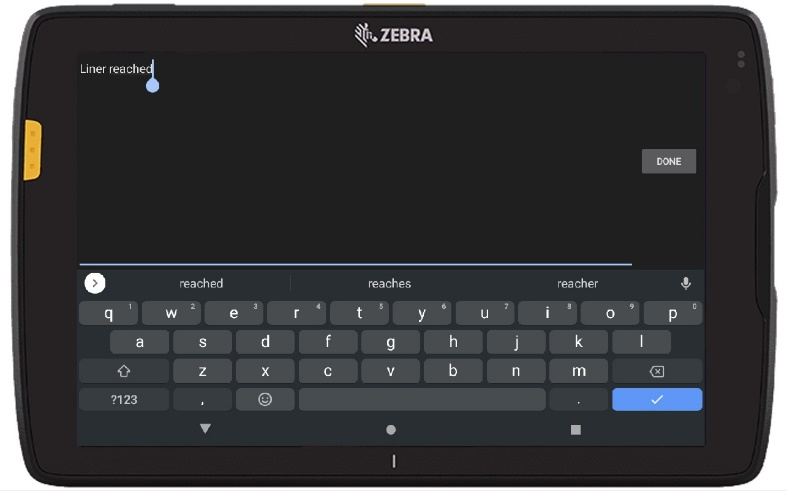 ZEBRA
Liner reached
DONE
reached reaches reacher
q 1 w 2 e 3 r 4 t 5 y 6 u 7 i 8 o 9 p 0
a s d f g h j k l
z x c v b n m
?123 , .